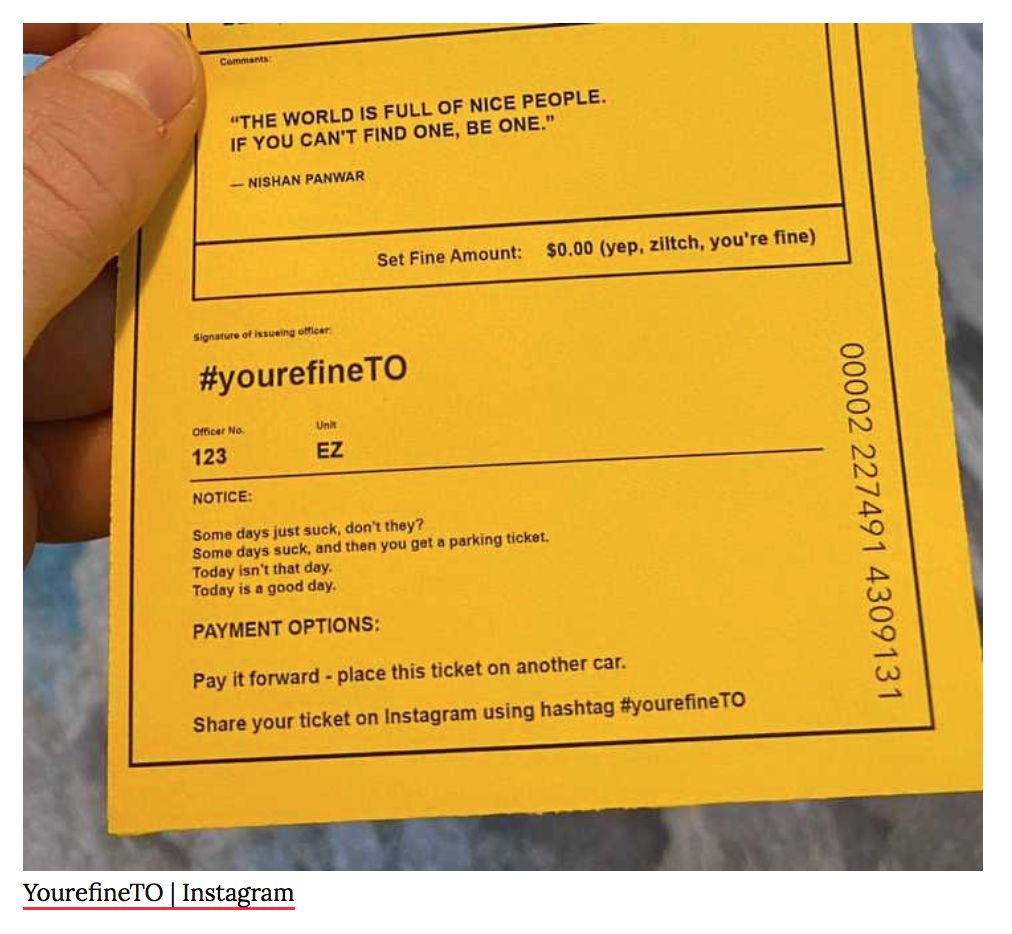 Comments:
“THE WORLD IS FULL OF NICE PEOPLE.
IF YOU CAN'T FIND ONE, BE ONE.”
— NISHAN PANWAR
Set Fine Amount: $0.00 (yep, ziltch, you're fine)
Signature of issueing officer:
#yourefineTO
Officer No. Unit
123 EZ
NOTICE:
Some days just suck, don't they?
Some days suck, and then you get a parking ticket.
Today isn't that day.
Today is a good day.
PAYMENT OPTIONS:
Pay it forward - place this ticket on another car.
Share your ticket on Instagram using hashtag #yourefineTO
00002 227491 4309131
YourefineTO | Instagram